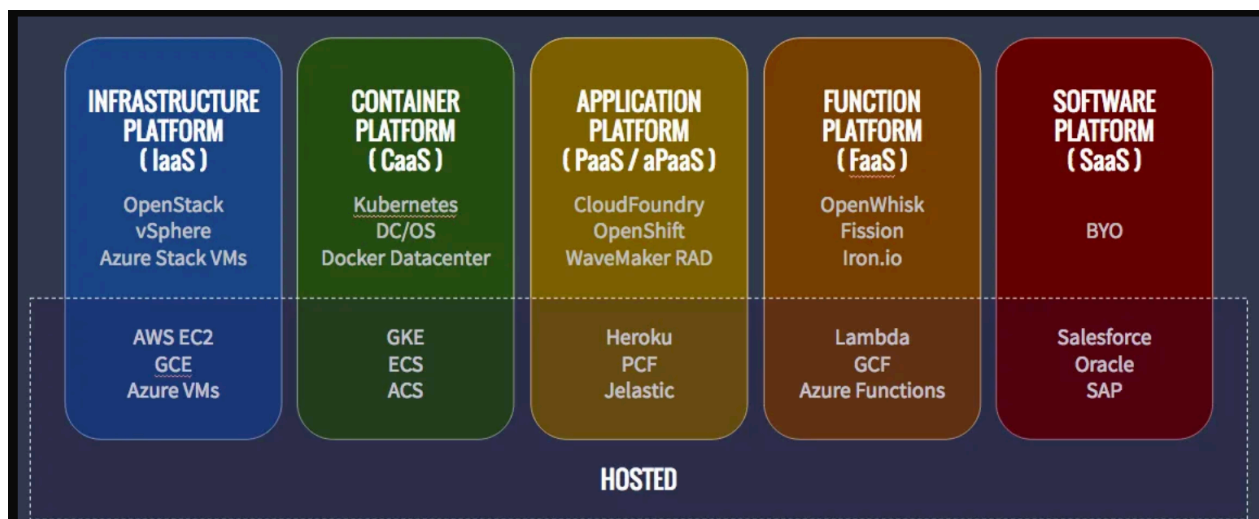 INFRASTRUCTURE
PLATFORM
( IaaS )
OpenStack
vSphere
Azure Stack VMs
AWS EC2
GCE
Azure VMs
CONTAINER
PLATFORM
( CaaS )
Kubernetes
DC/OS
Docker Datacenter
GKE
ECS
ACS
APPLICATION
PLATFORM
( PaaS / aPaaS )
CloudFoundry
OpenShift
WaveMaker RAD
Heroku
PCF
Jelastic
FUNCTION
PLATFORM
( FaaS )
OpenWhisk
Fission
Iron.io
Lambda
GCF
Azure Functions
SOFTWARE
PLATFORM
( SaaS )
BYO
Salesforce
Oracle
SAP
HOSTED